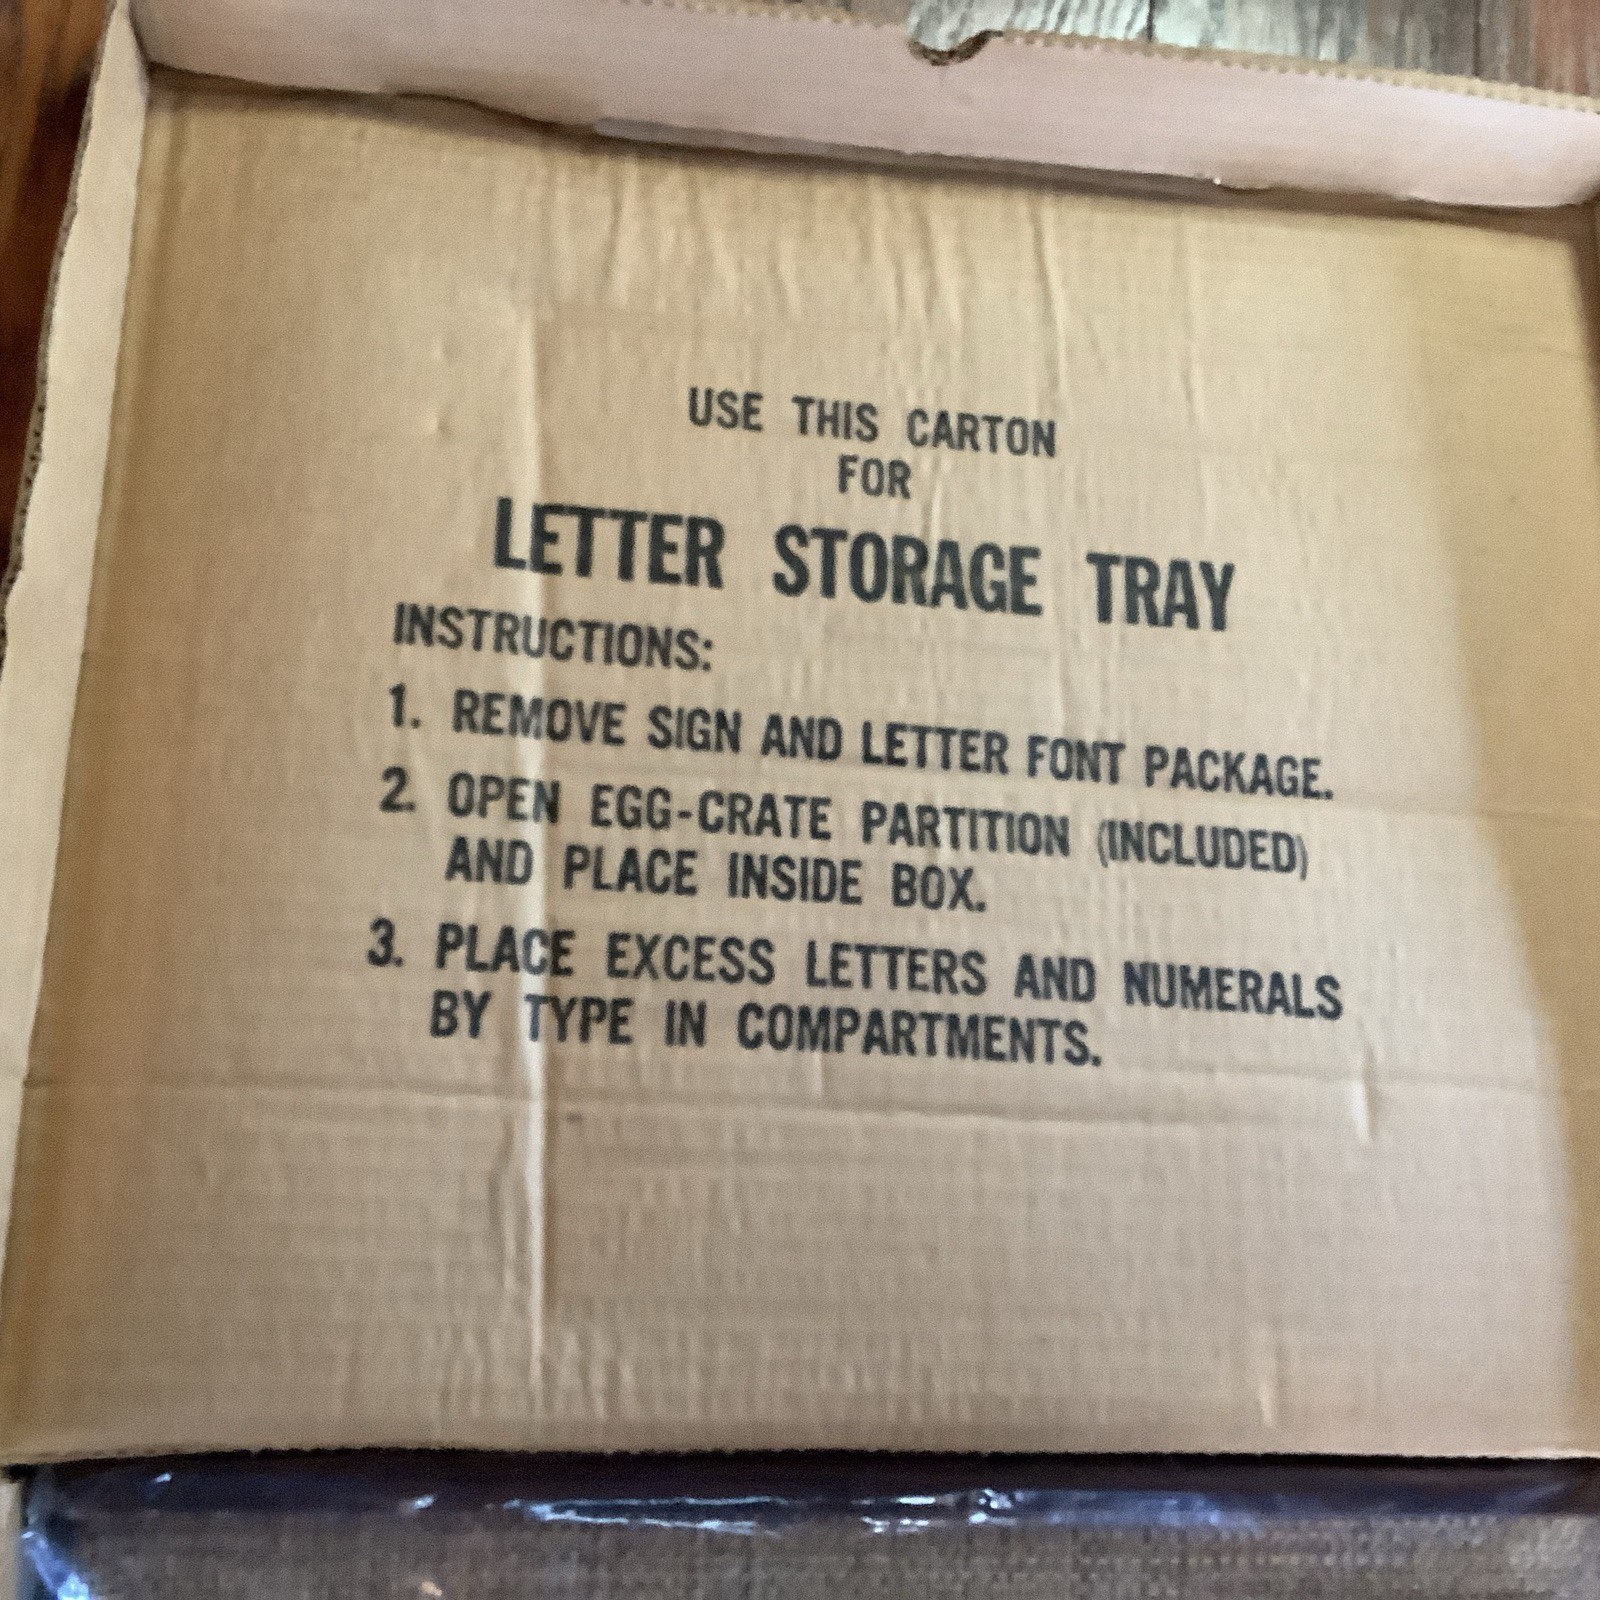 USE THIS CARTON
FOR
LETTER STORAGE TRAY
INSTRUCTIONS:
1. REMOVE SIGN AND LETTER FONT PACKAGE.
2. OPEN EGG-CRATE PARTITION (INCLUDED)
AND PLACE INSIDE BOX.
3. PLACE EXCESS LETTERS AND NUMERALS
BY TYPE IN COMPARTMENTS.